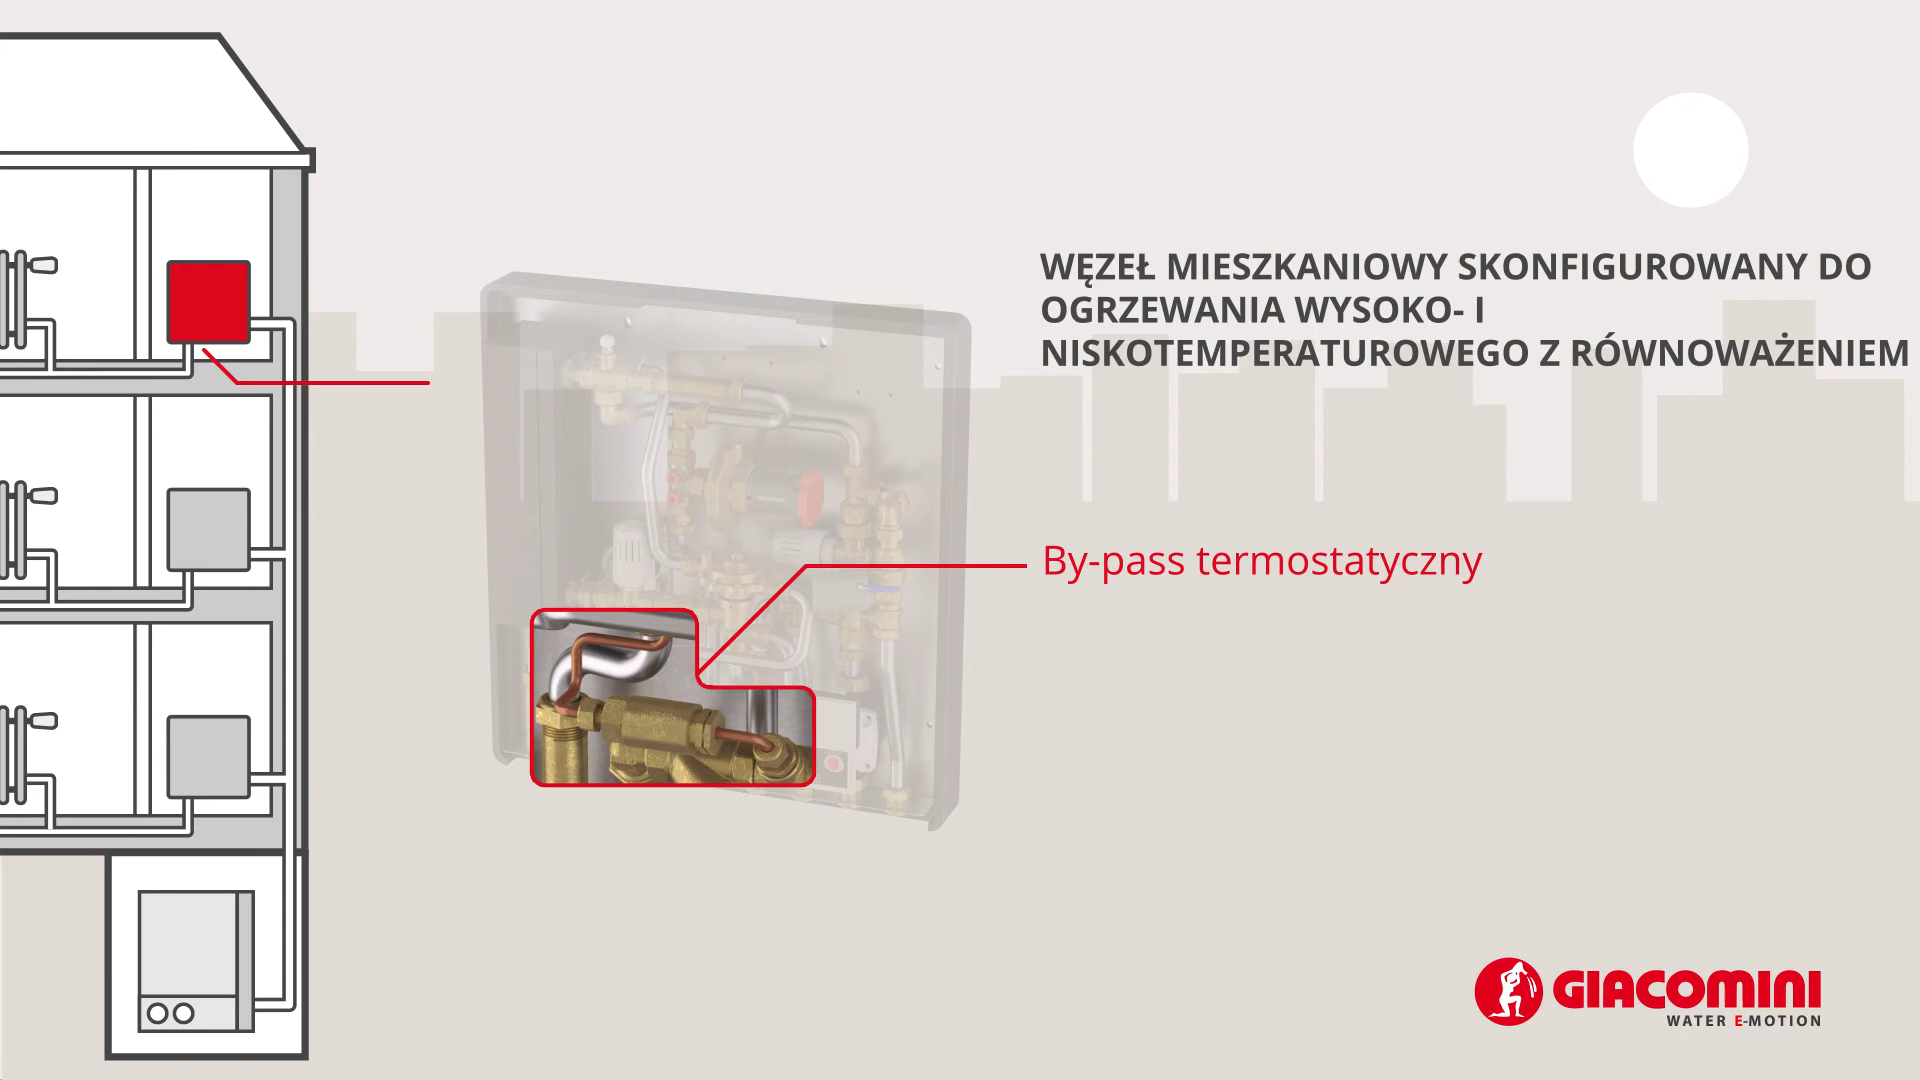 WĘZEŁ MIESZKANIOWY SKONFIGUROWANY DO
OGRZEWANIA WYSOKO- I
NISKOTEMPERATUROWEGO Z RÓWNOWAŻENIEM
By-pass termostatyczny
GIACOMINI
WATER E-MOTION